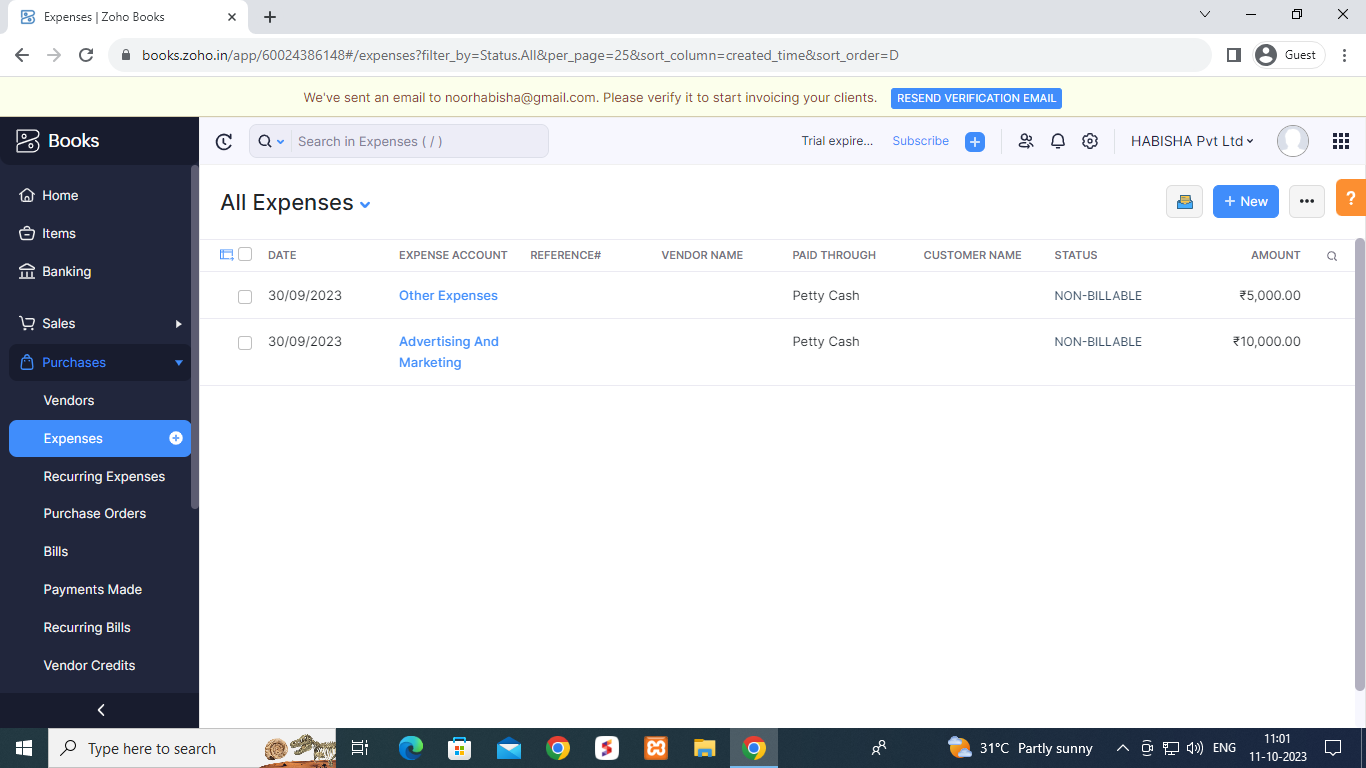 Expenses | Zoho Books
books.zoho.in/app/60024386148#/expenses?filter_by=Status.All&per_page=25&sort_column=created_time&sort_order=D
Guest
We've sent an email to noorhabisha@gmail.com. Please verify it to start invoicing your clients.
RESEND VERIFICATION EMAIL
Books
Search in Expenses ( / )
Trial expire...
Subscribe
HABISHA Pvt Ltd
Home
Items
Banking
Sales
Purchases
Vendors
Expenses
Recurring Expenses
Purchase Orders
Bills
Payments Made
Recurring Bills
Vendor Credits
All Expenses
+ New
?
DATE EXPENSE ACCOUNT REFERENCE# VENDOR NAME PAID THROUGH CUSTOMER NAME STATUS AMOUNT
30/09/2023 Other Expenses Petty Cash NON-BILLABLE ₹5,000.00
30/09/2023 Advertising And Petty Cash NON-BILLABLE ₹10,000.00
Marketing
Type here to search
31°C Partly sunny
ENG
11:01
11-10-2023